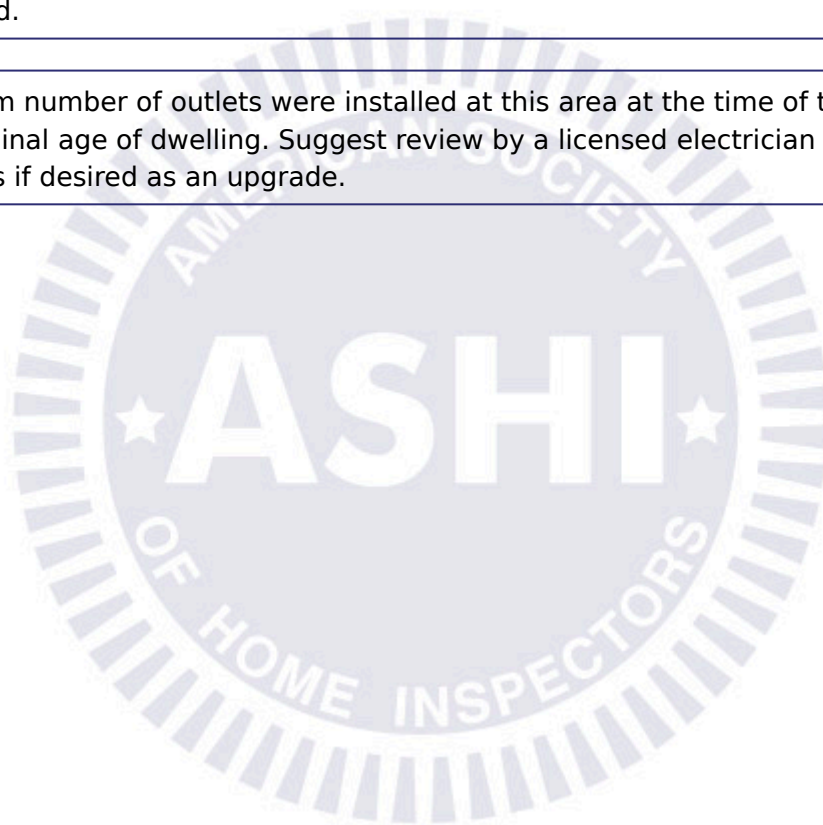 d.
m number of outlets were installed at this area at the time of t
inal age of dwelling. Suggest review by a licensed electrician
s if desired as an upgrade.
AMERICAN SOCIETY
ASHI
OF HOME INSPECTORS